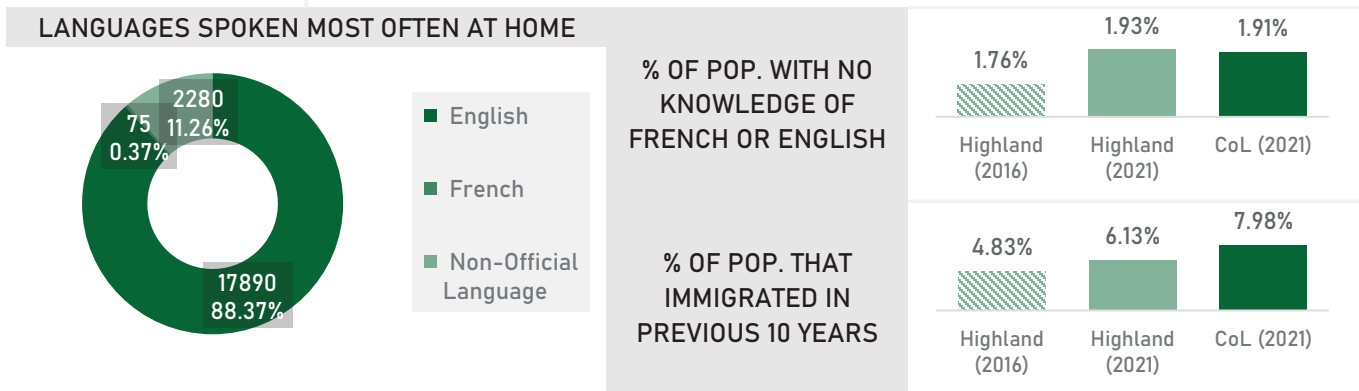 LANGUAGES SPOKEN MOST OFTEN AT HOME
2280
11.26%
75
0.37%
17890
88.37%
English
French
Non-Official
Language
% OF POP. WITH NO
KNOWLEDGE OF
FRENCH OR ENGLISH
1.76%
1.93%
1.91%
Highland
(2016)
Highland
(2021)
CoL (2021)
% OF POP. THAT
IMMIGRATED IN
PREVIOUS 10 YEARS
4.83%
6.13%
7.98%
Highland
(2016)
Highland
(2021)
CoL (2021)